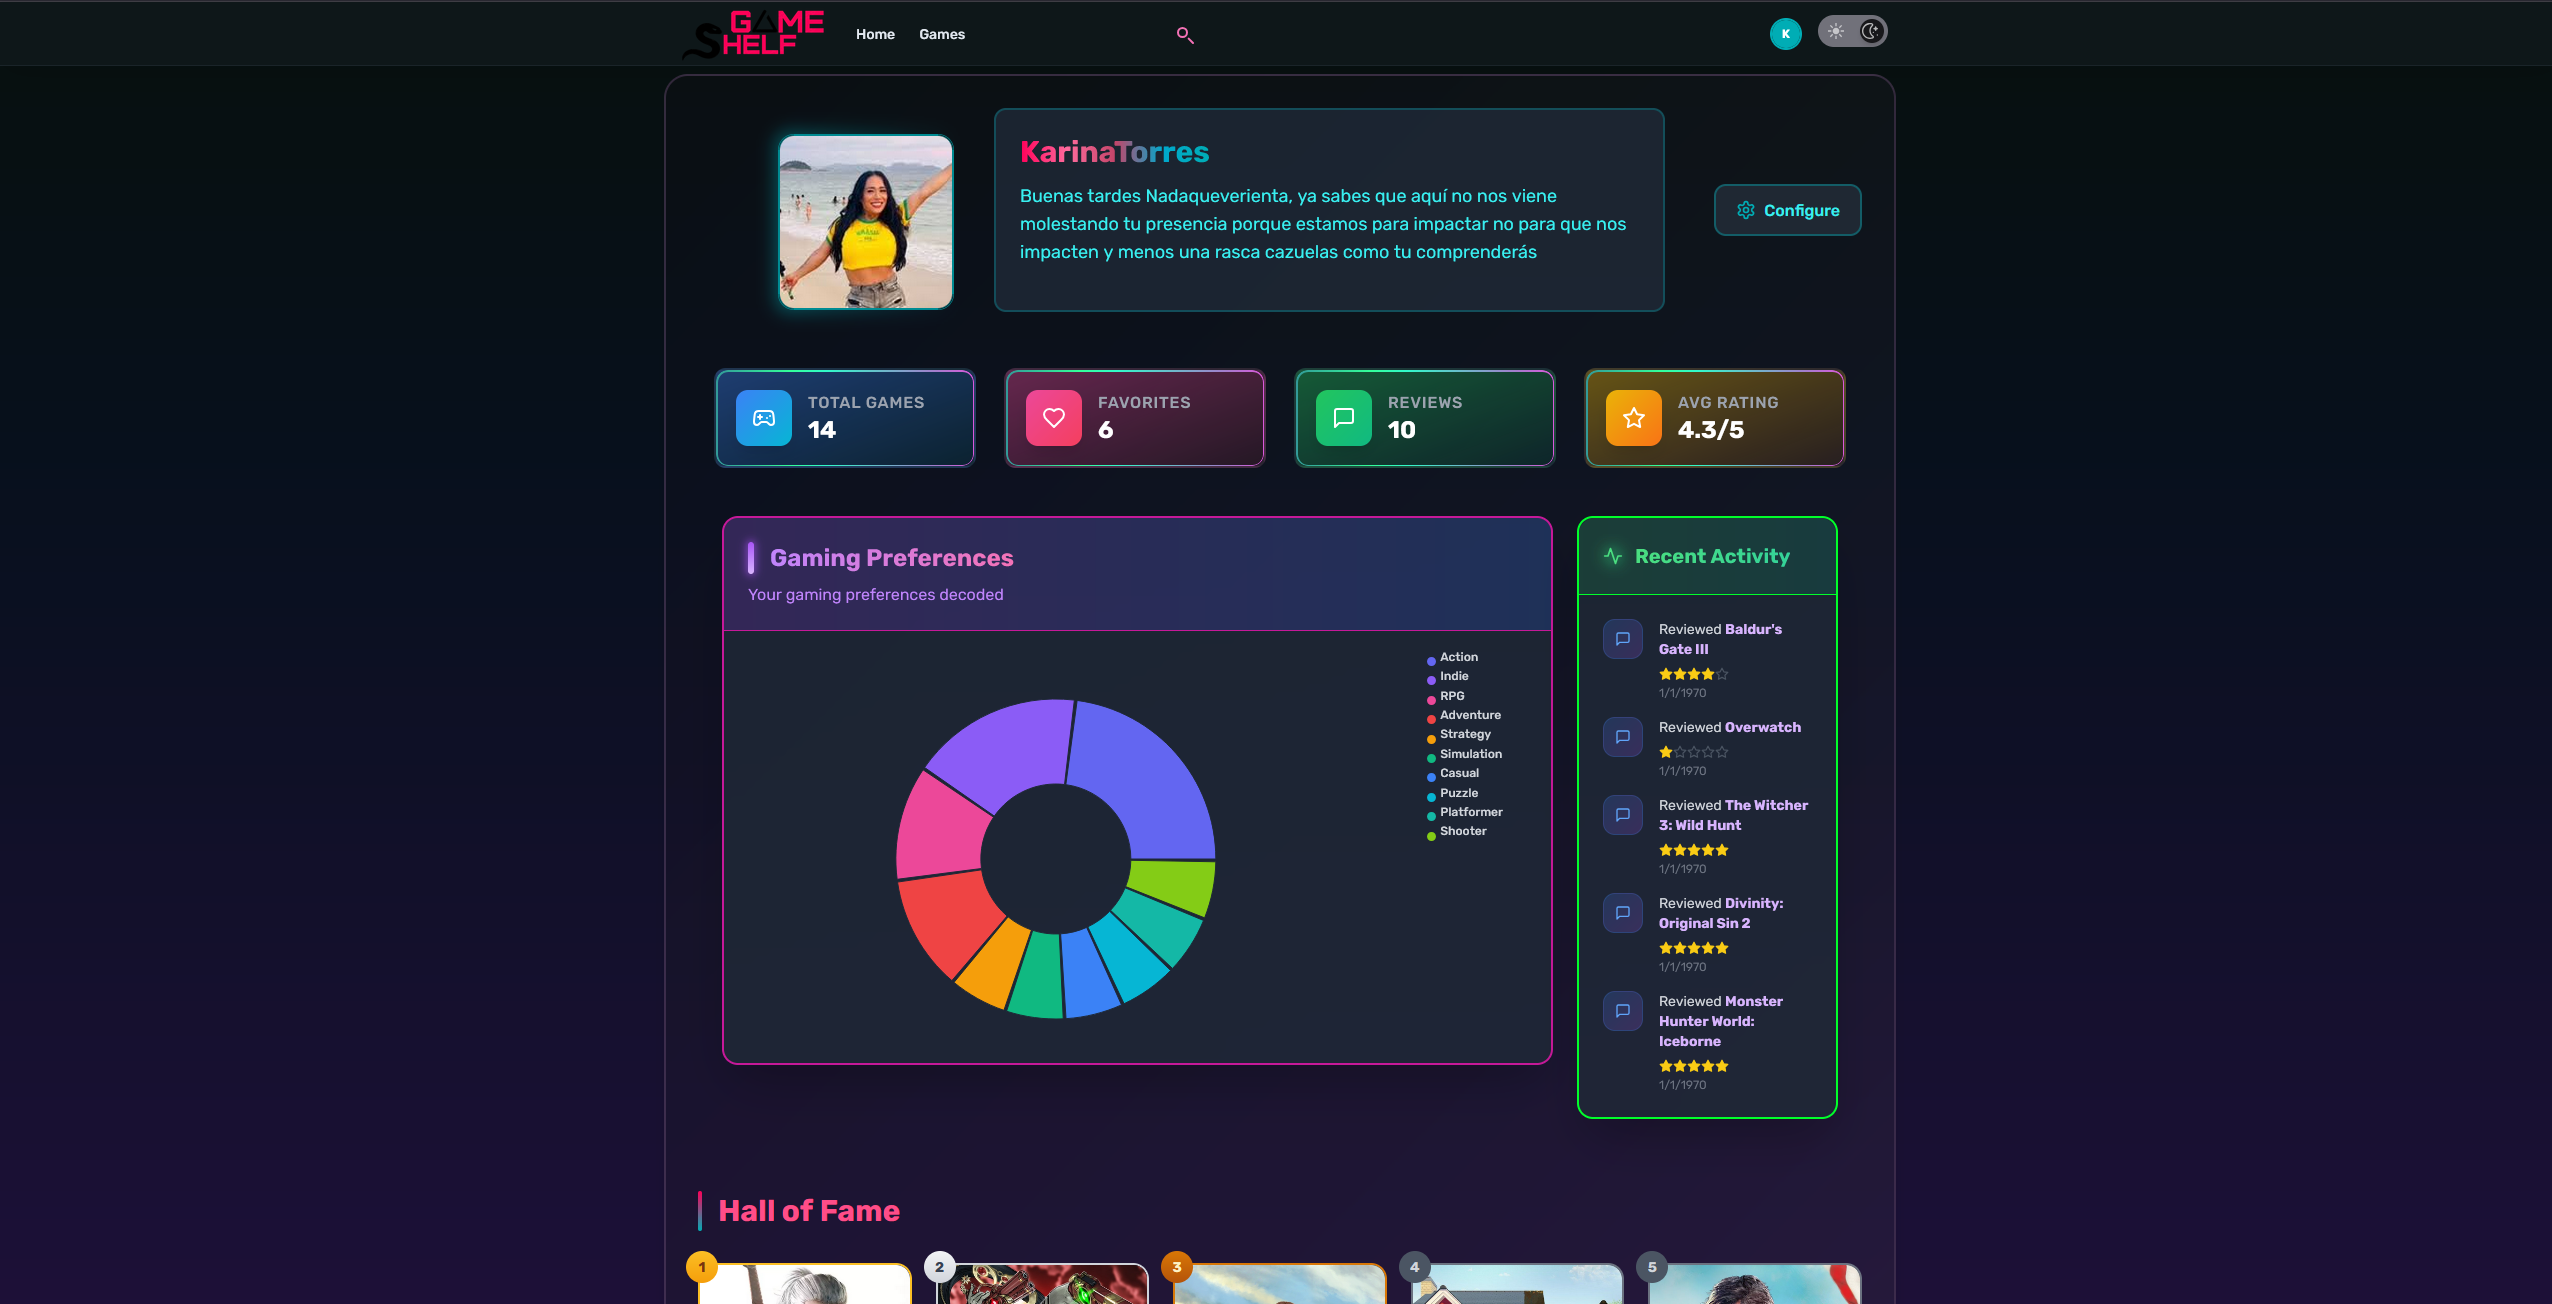 GAME
SHELF
Home
Games
K
KarinaTorres
Buenas tardes Nadaqueverienta, ya sabes que aquí no nos viene
molestando tu presencia porque estamos para impactar no para que nos
impacten y menos una rasca cazuelas como tu comprenderás
Configure
TOTAL GAMES
14
FAVORITES
6
REVIEWS
10
AVG RATING
4.3/5
Gaming Preferences
Your gaming preferences decoded
Action
Indie
RPG
Adventure
Strategy
Simulation
Casual
Puzzle
Platformer
Shooter
Recent Activity
Reviewed Baldur's
Gate III
1/1/1970
Reviewed Overwatch
1/1/1970
Reviewed The Witcher
3: Wild Hunt
1/1/1970
Reviewed Divinity:
Original Sin 2
1/1/1970
Reviewed Monster
Hunter World:
Iceborne
1/1/1970
Hall of Fame
1
2
3
4
5